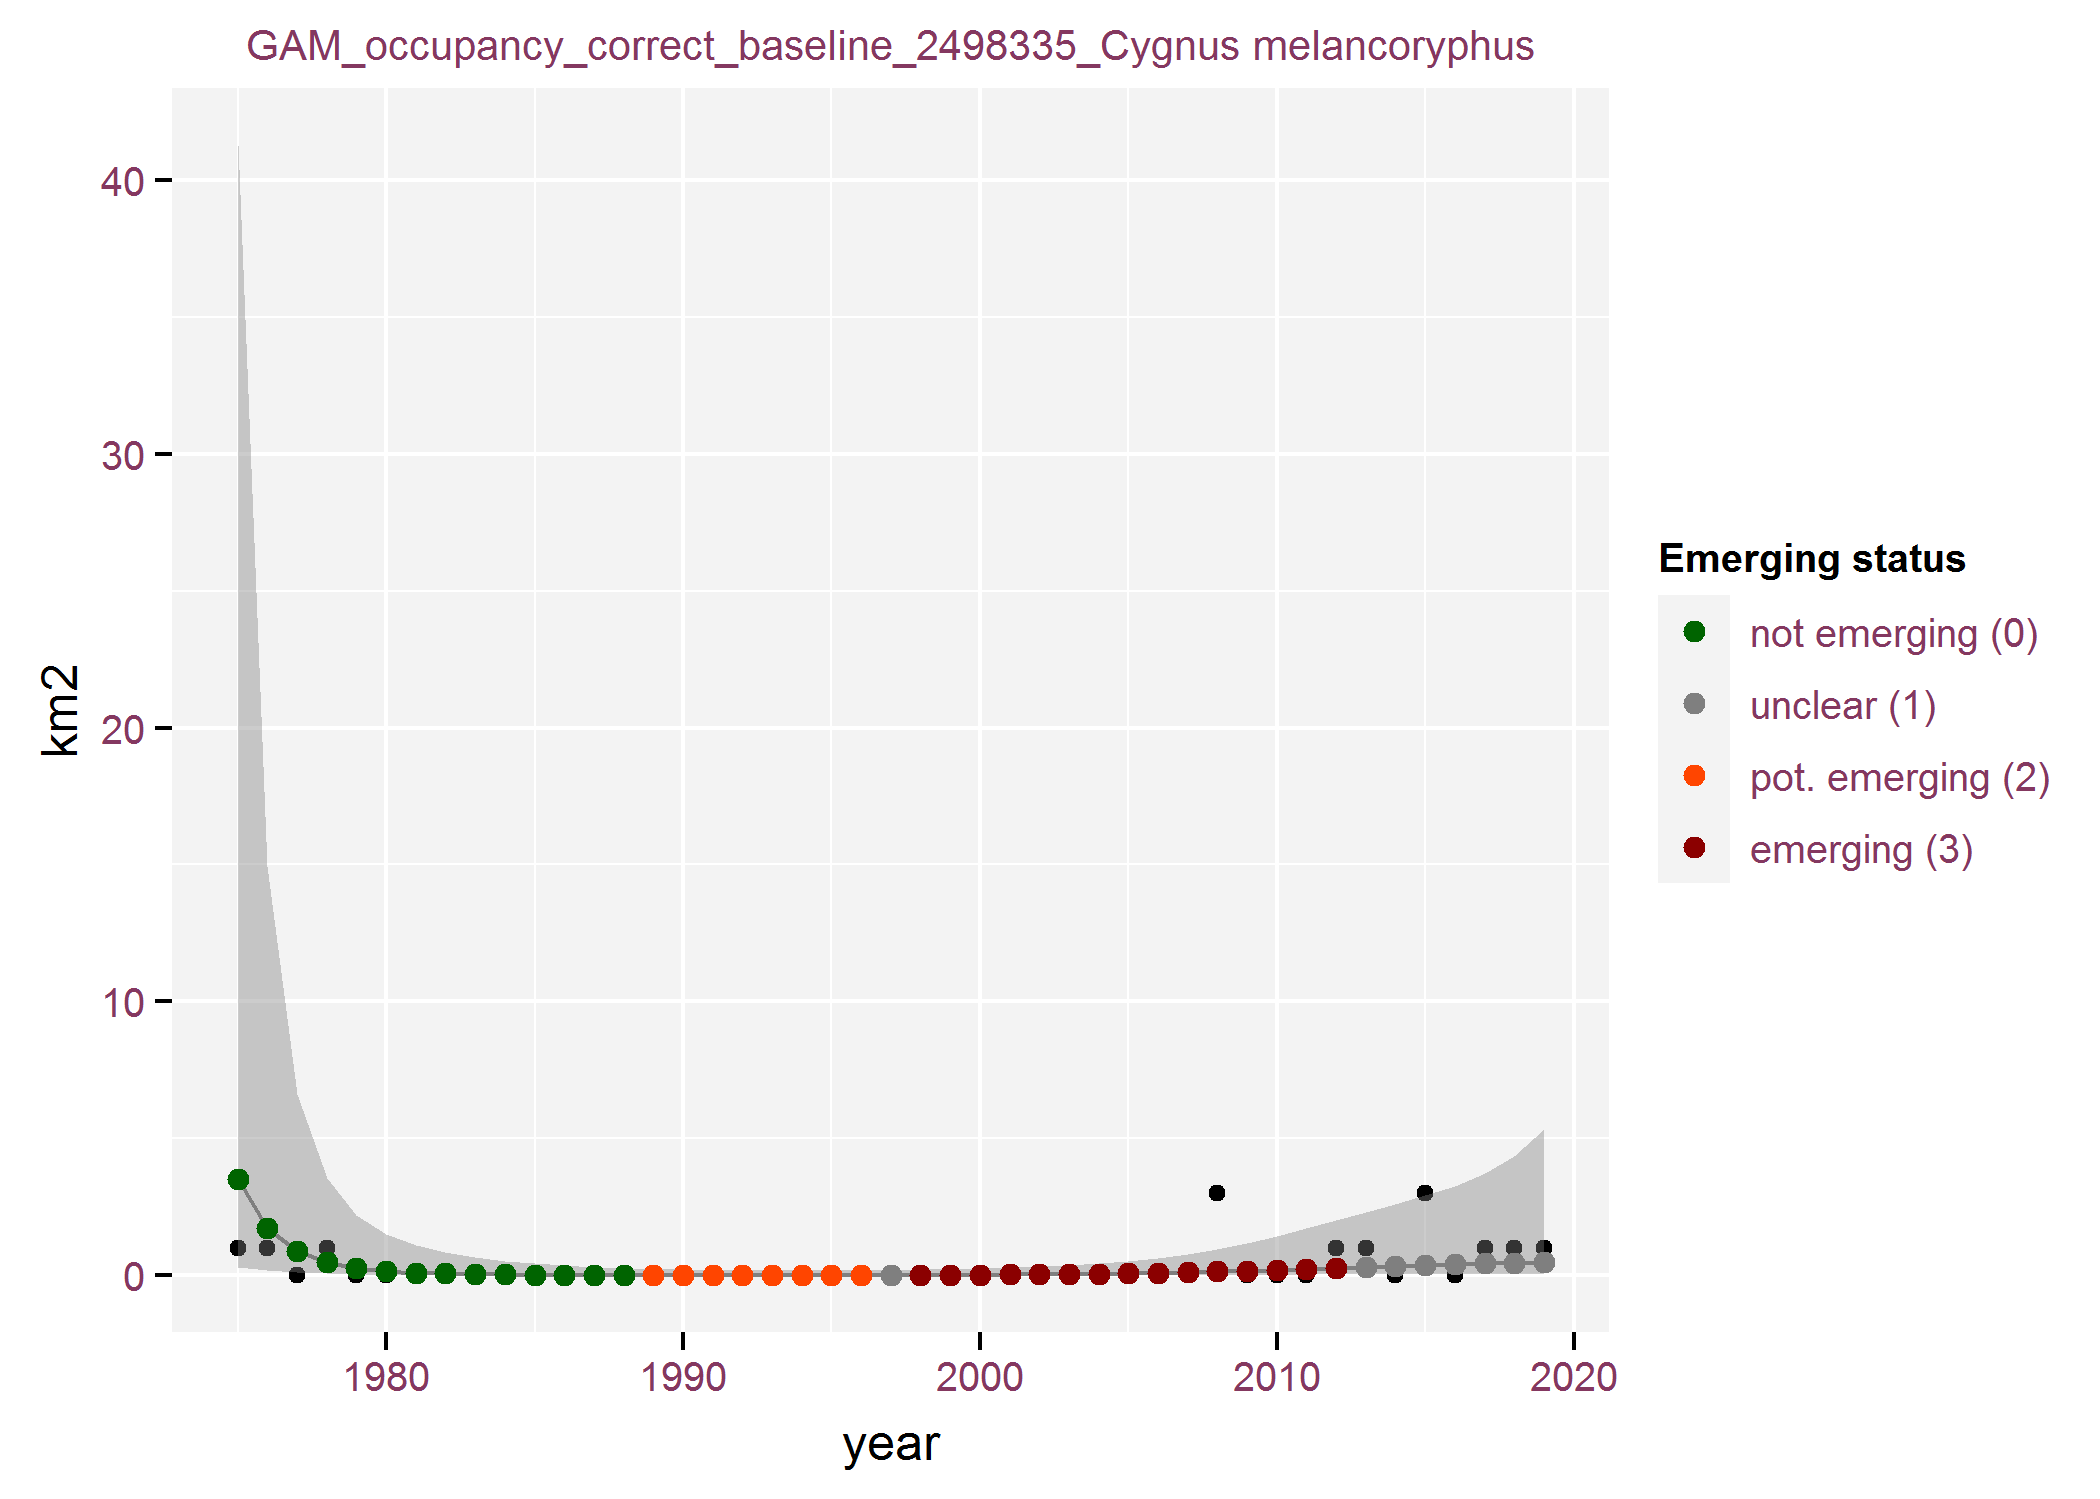 GAM_occupancy_correct_baseline_2498335_Cygnus melancoryphus
40
30
20
10
0
km2
1980 1990 2000 2010 2020
year
Emerging status
not emerging (0)
unclear (1)
pot. emerging (2)
emerging (3)